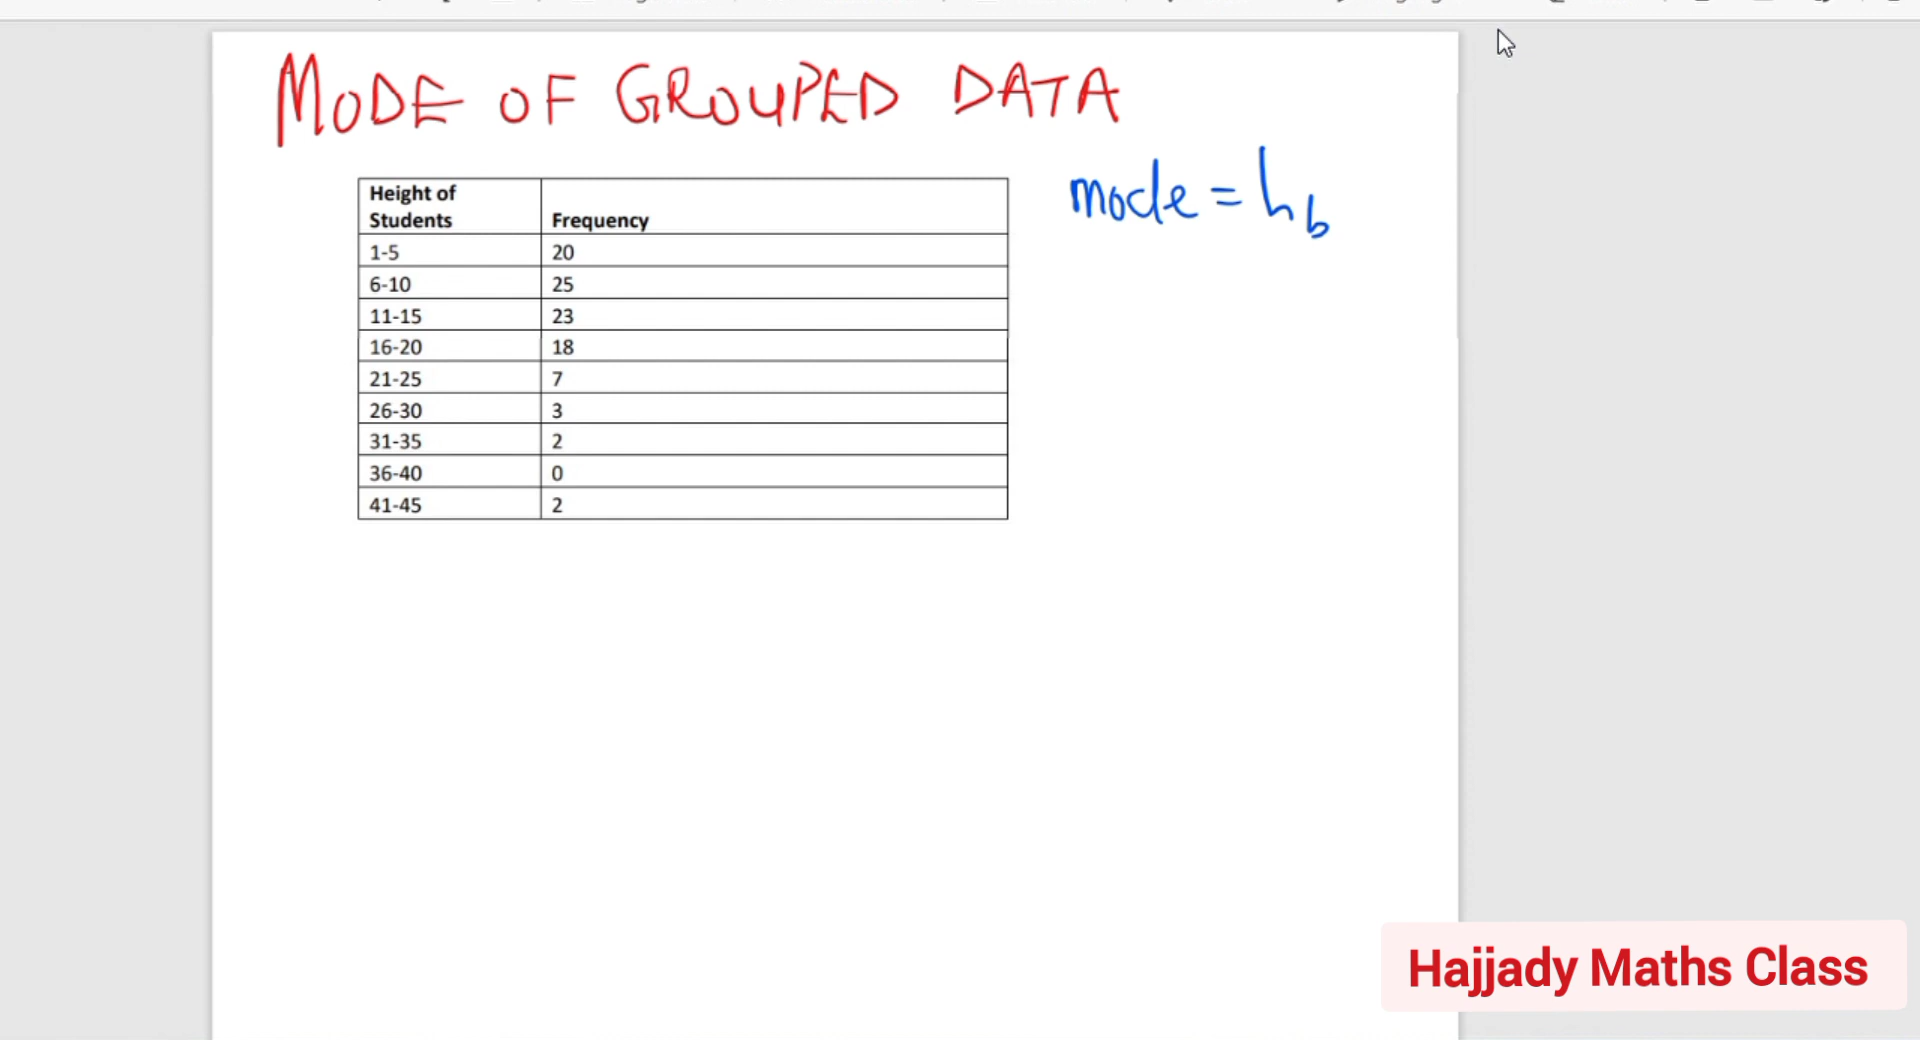 MODE OF GROUPED DATA
mode = hb
Height of
Students Frequency
1-5 20
6-10 25
11-15 23
16-20 18
21-25 7
26-30 3
31-35 2
36-40 0
41-45 2
Hajjady Maths Class